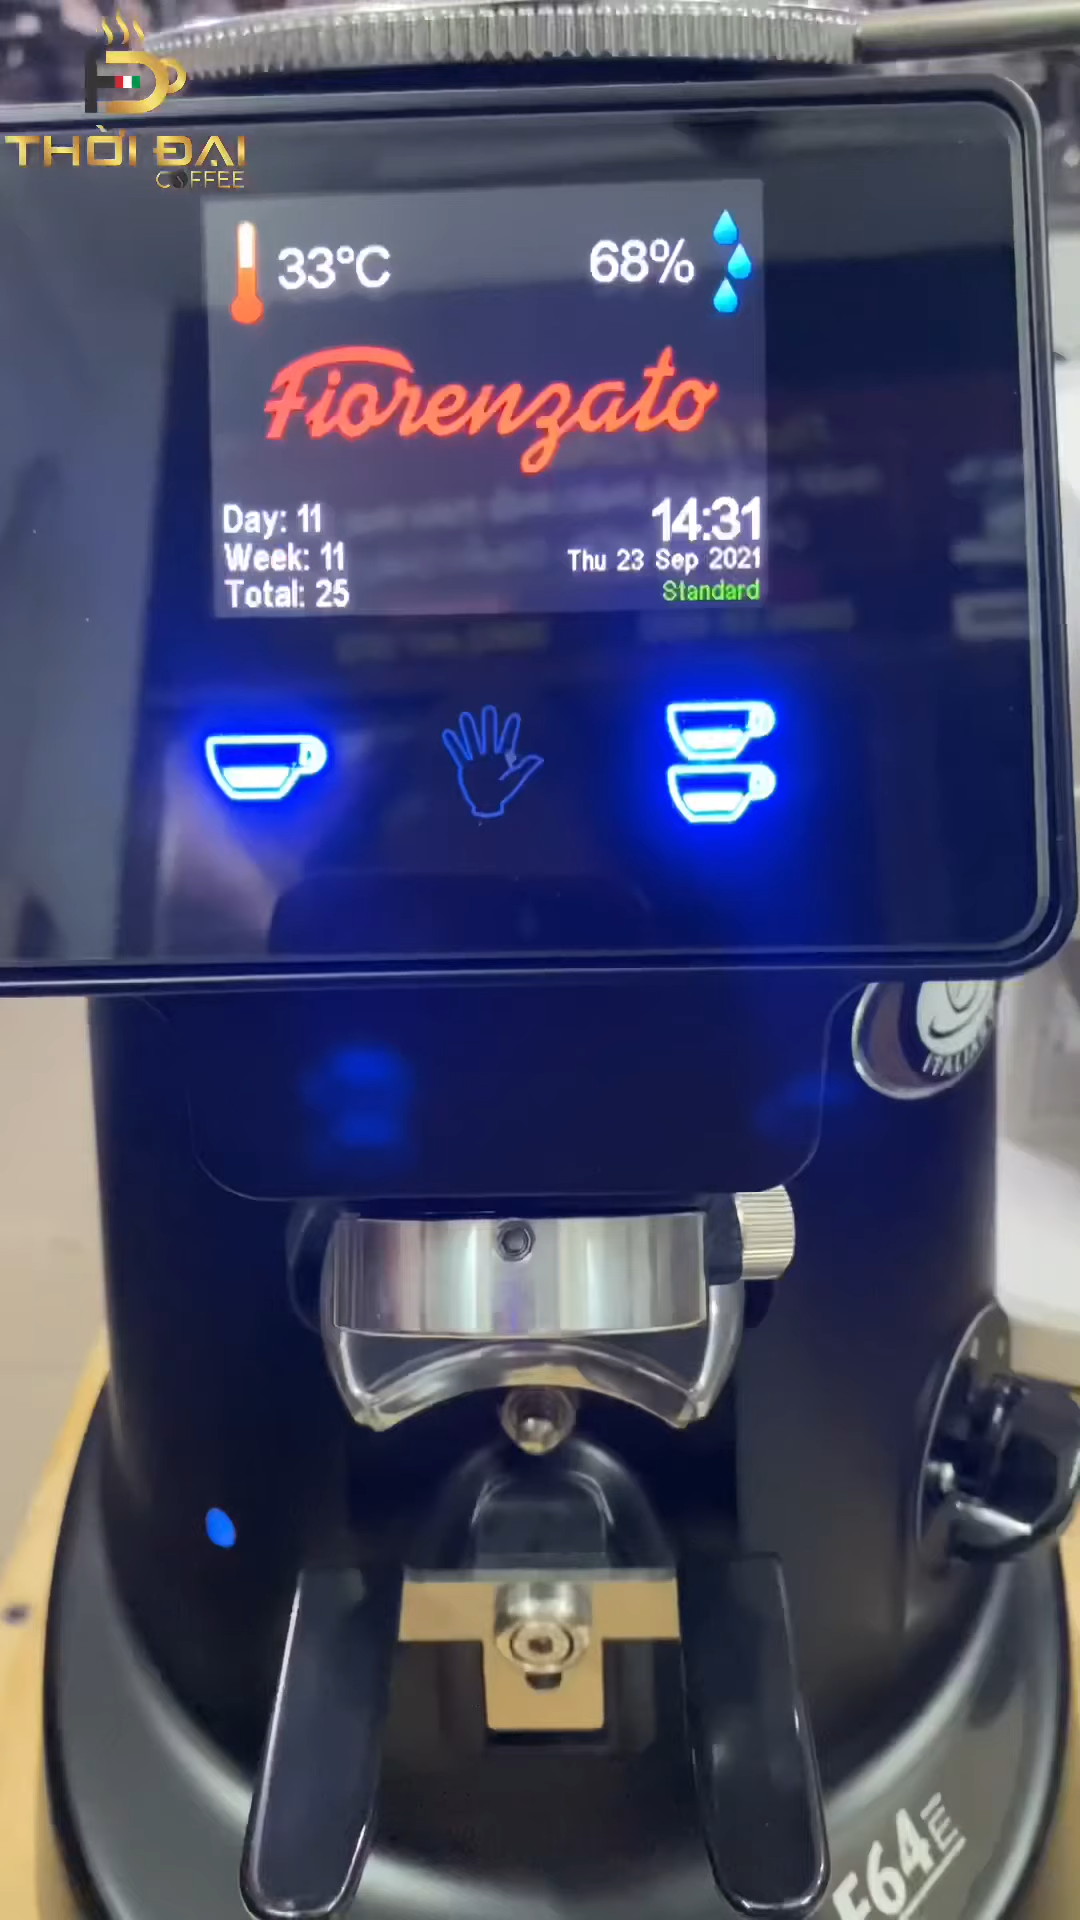 THỜI ĐẠI
COFFEE
33°C
68%
Fiorenzato
Day: 11
14:31
Week: 11
Thu 23 Sep 2021
Total: 25
Standard
F64E